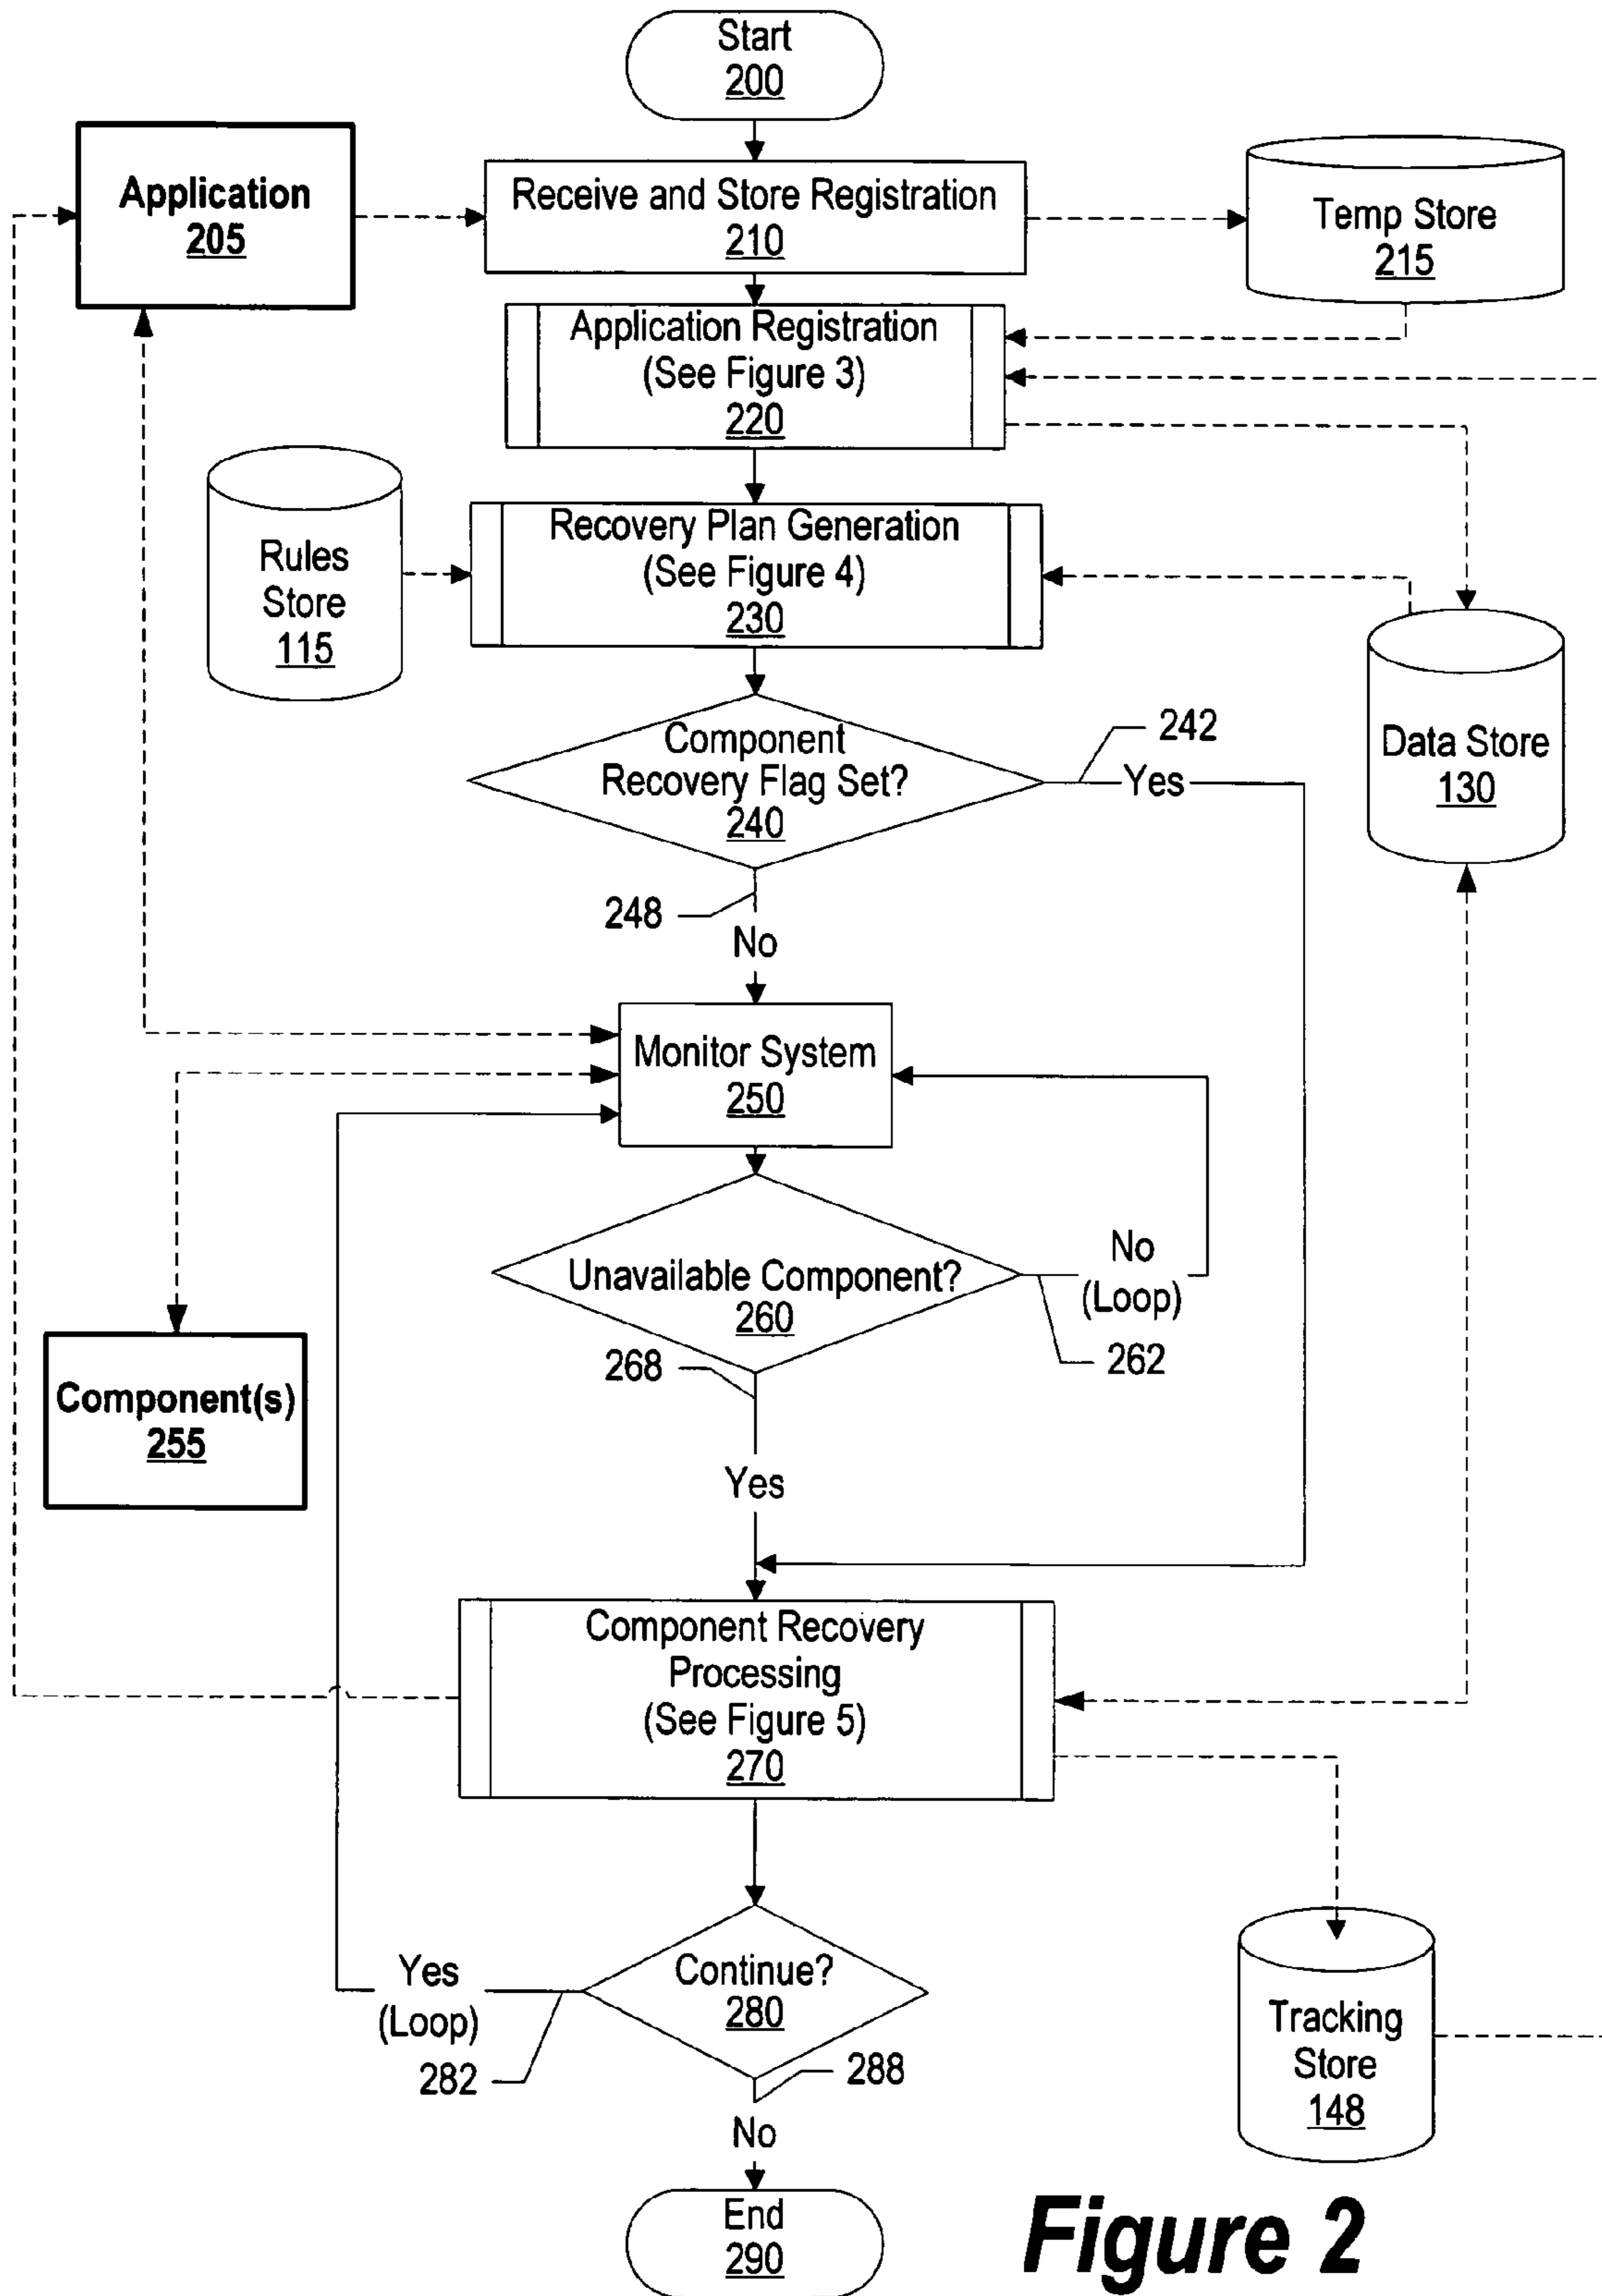 Start
200
Application
205
Receive and Store Registration
210
Temp Store
215
Application Registration
(See Figure 3)
220
Rules
Store
115
Recovery Plan Generation
(See Figure 4)
230
Data Store
130
Component
Recovery Flag Set?
240
242
Yes
248
No
Monitor System
250
Unavailable Component?
260
No
(Loop)
262
268
Yes
Component(s)
255
Component Recovery
Processing
(See Figure 5)
270
Continue?
280
Yes
(Loop)
282
288
No
Tracking
Store
148
End
290
Figure 2